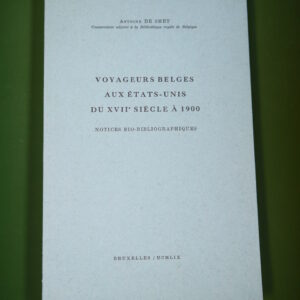 Antoine DE SMET
Conservateur adjoint à la Bibliothèque royale de Belgique
VOYAGEURS BELGES
AUX ÉTATS-UNIS
DU XVIIe SIÈCLE À 1900
NOTICES BIO-BIBLIOGRAPHIQUES
BRUXELLES / MCMLIX